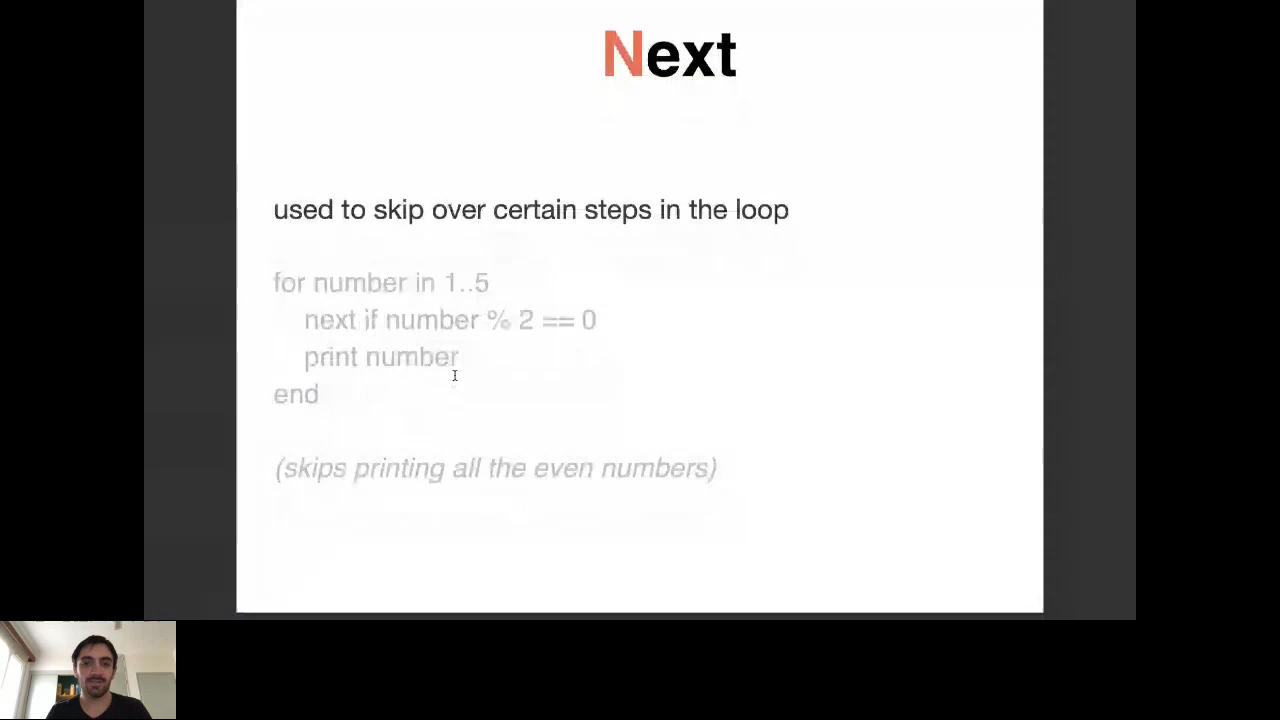 Next
used to skip over certain steps in the loop
for number in 1..5
next if number % 2 == 0
print number
end
(skips printing all the even numbers)